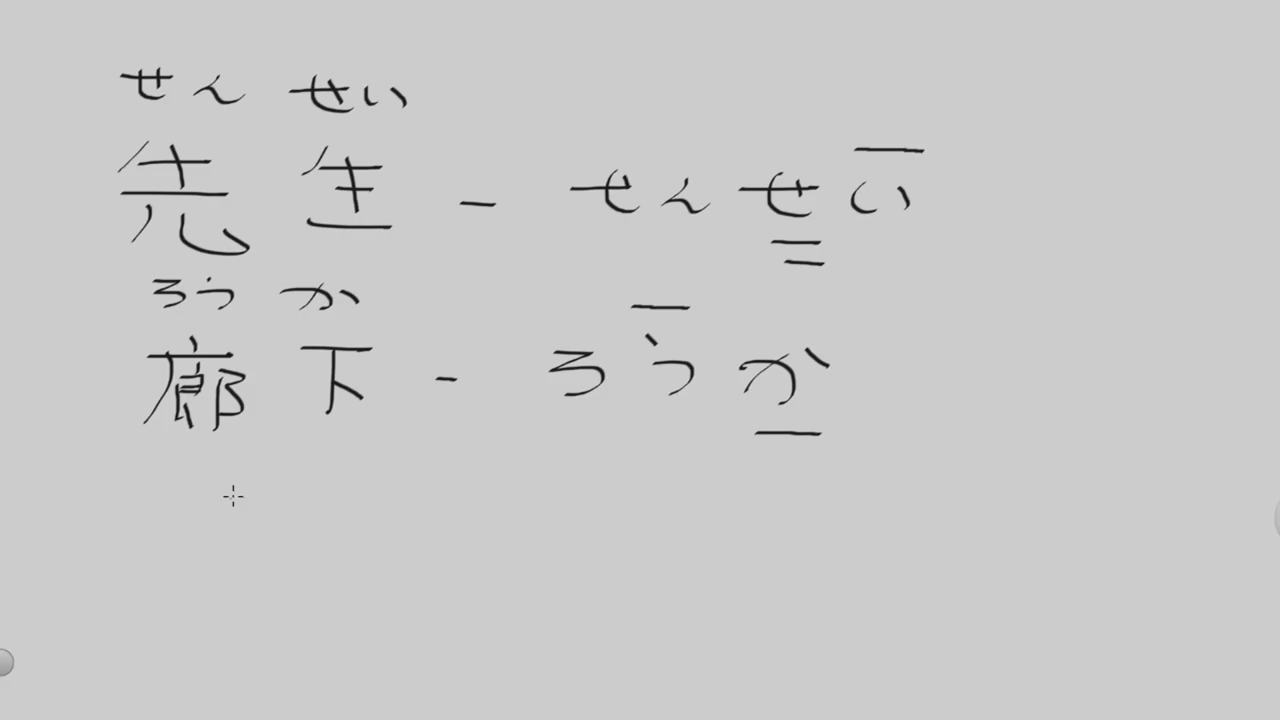 せんせい
先生 - せんせい
ろうか
廊下 - ろうか